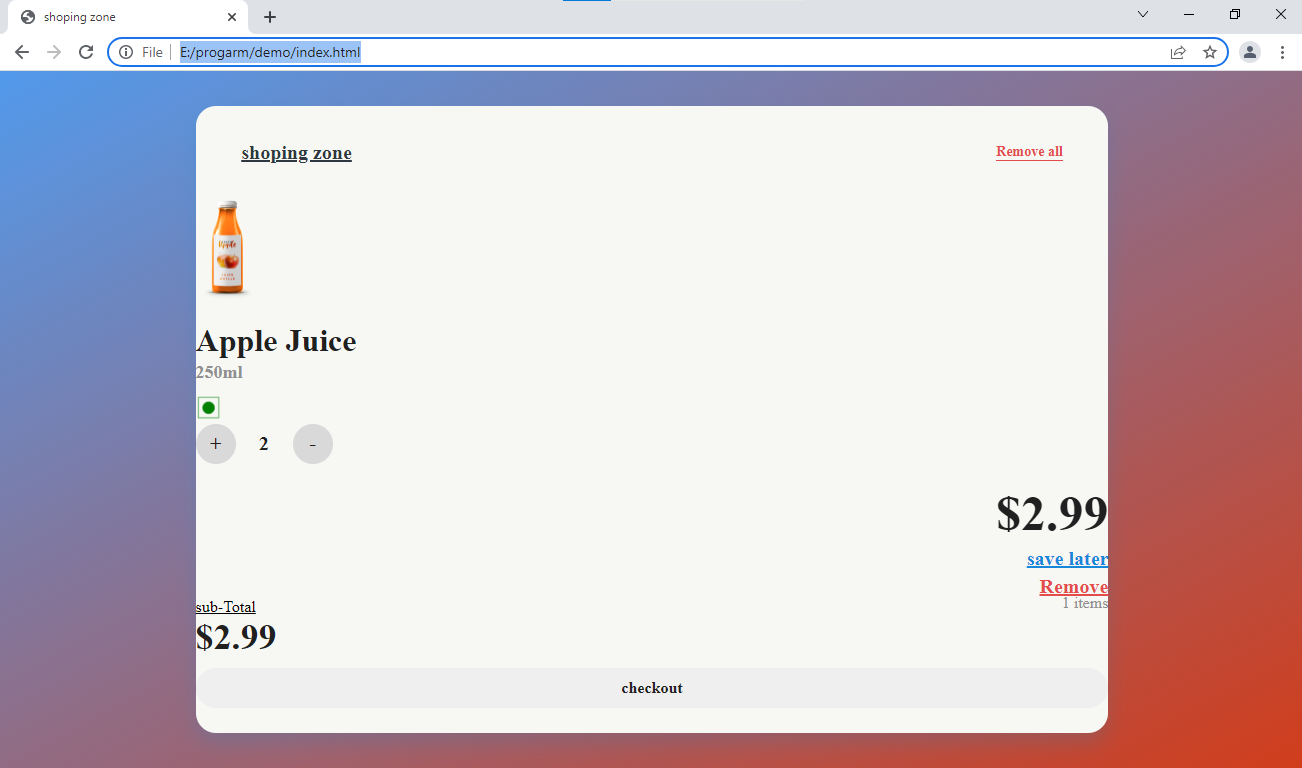 shoping zone
File
E:/progarm/demo/index.html
shoping zone
Remove all
Apple Juice
250ml
+ 2 -
$2.99
save later
Remove
1 items
sub-Total
$2.99
checkout